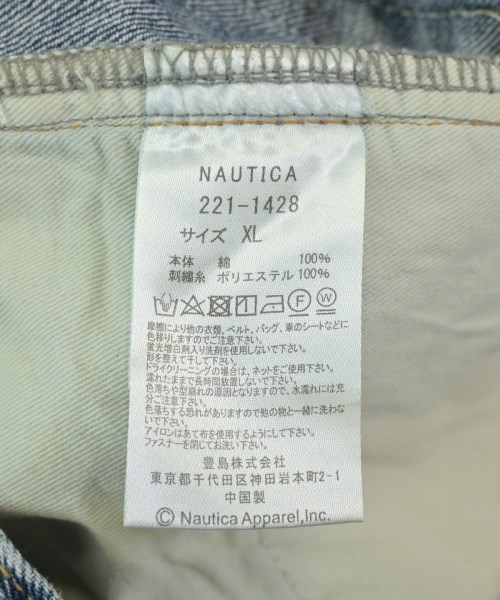 NAUTICA
221-1428
サイズ XL
本体 綿 100%
刺繍糸 ポリエステル 100%
摩擦により他の衣類、ベルト、バッグ、車のシートなどに
色移りしますのでご注意下さい。
蛍光増白剤入り洗剤を使用しないで下さい。
形を整えて干して下さい。
ドライクリーニングの場合は、ネットをご使用下さい。
濡れたままで長時間放置しないで下さい。
色落ちや型崩れの原因となりますので、水濡れには充
分ご注意下さい。
色落ちする恐れがありますので他の物と一緒に洗わな
いで下さい。
アイロンはあて布を使用するようにして下さい。
ファスナーを閉じてお洗い下さい。
豊島株式会社
東京都千代田区神田岩本町2-1
中国製
© Nautica Apparel,Inc.